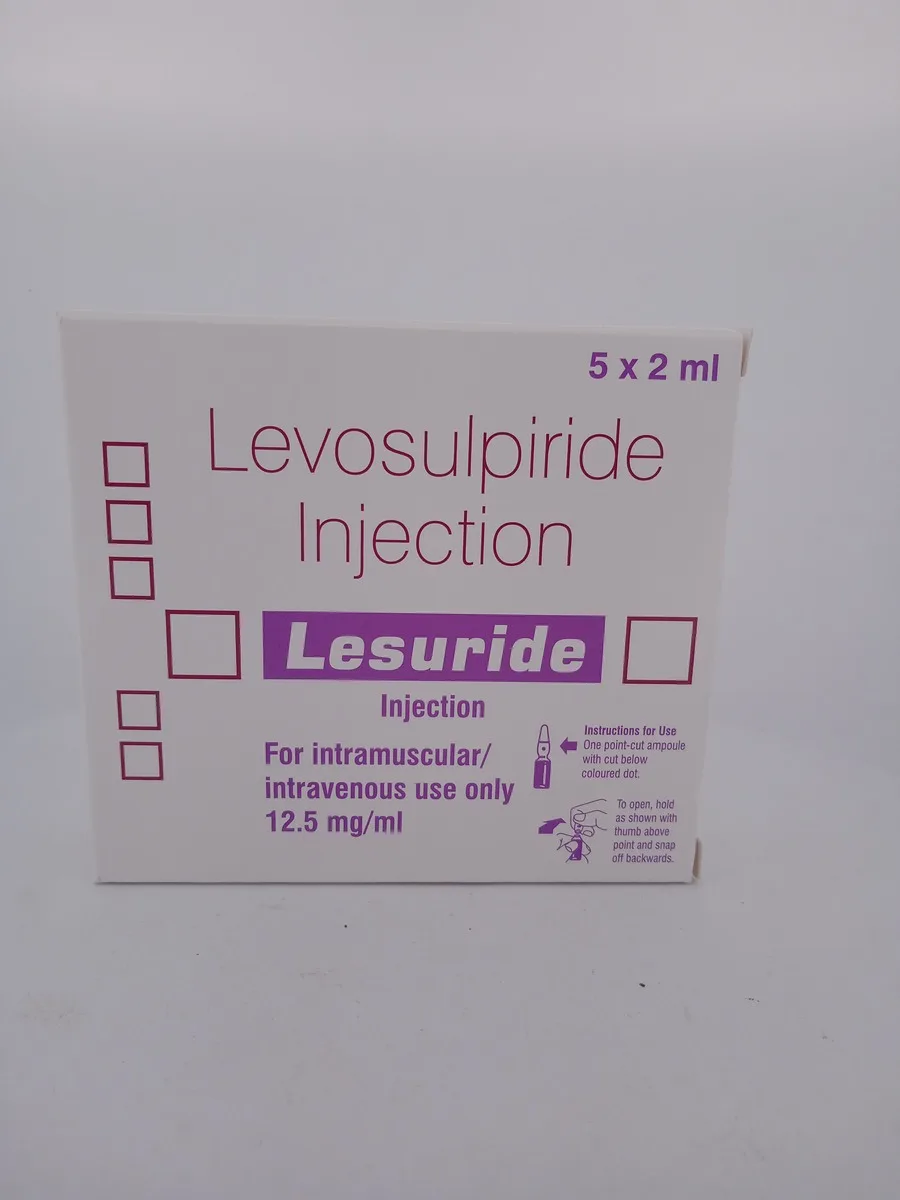 5 x 2 ml
Levosulpiride
Injection
Lesuride
Injection
For intramuscular/
intravenous use only
12.5 mg/ml
Instructions for Use
One point-cut ampoule
with cut below
coloured dot.
To open, hold
as shown with
thumb above
point and snap
off backwards.